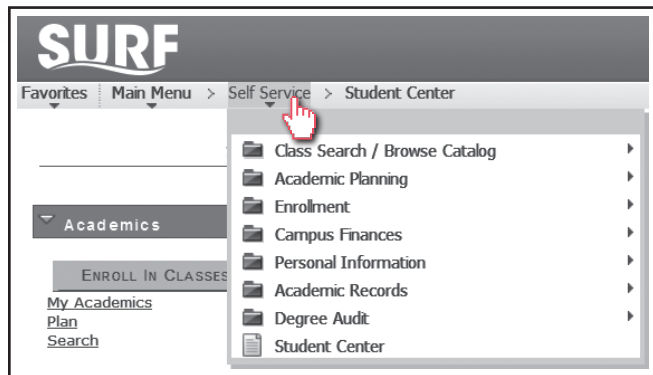 SURF
Favorites Main Menu > Self Service > Student Center
Class Search / Browse Catalog
Academic Planning
Enrollment
Campus Finances
Personal Information
Academic Records
Degree Audit
Student Center
Academics
ENROLL IN CLASSES
My Academics
Plan
Search